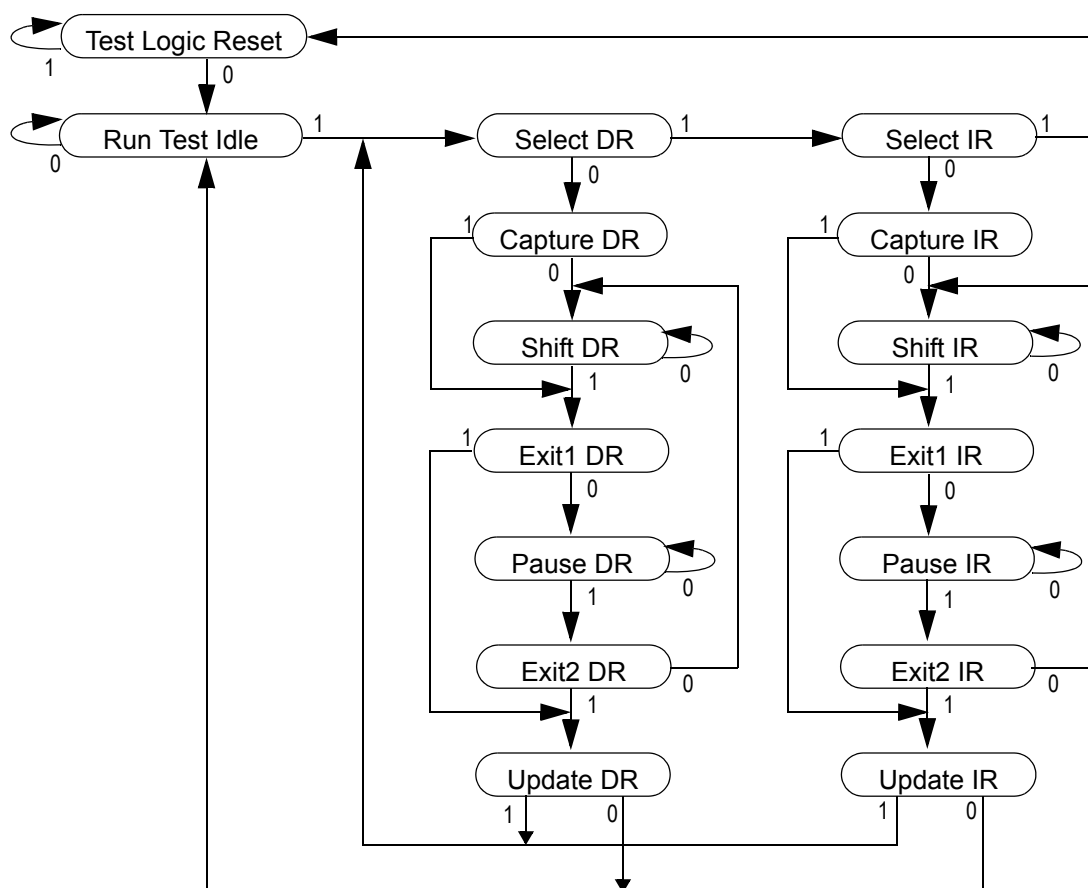 Test Logic Reset
1
0
Run Test Idle
1
0
Select DR
1
0
Select IR
1
0
Capture DR
1
0
Capture IR
1
0
Shift DR
0
1
Shift IR
0
1
Exit1 DR
1
0
Exit1 IR
1
0
Pause DR
0
1
Pause IR
0
1
Exit2 DR
0
1
Exit2 IR
0
1
Update DR
1
0
Update IR
1
0